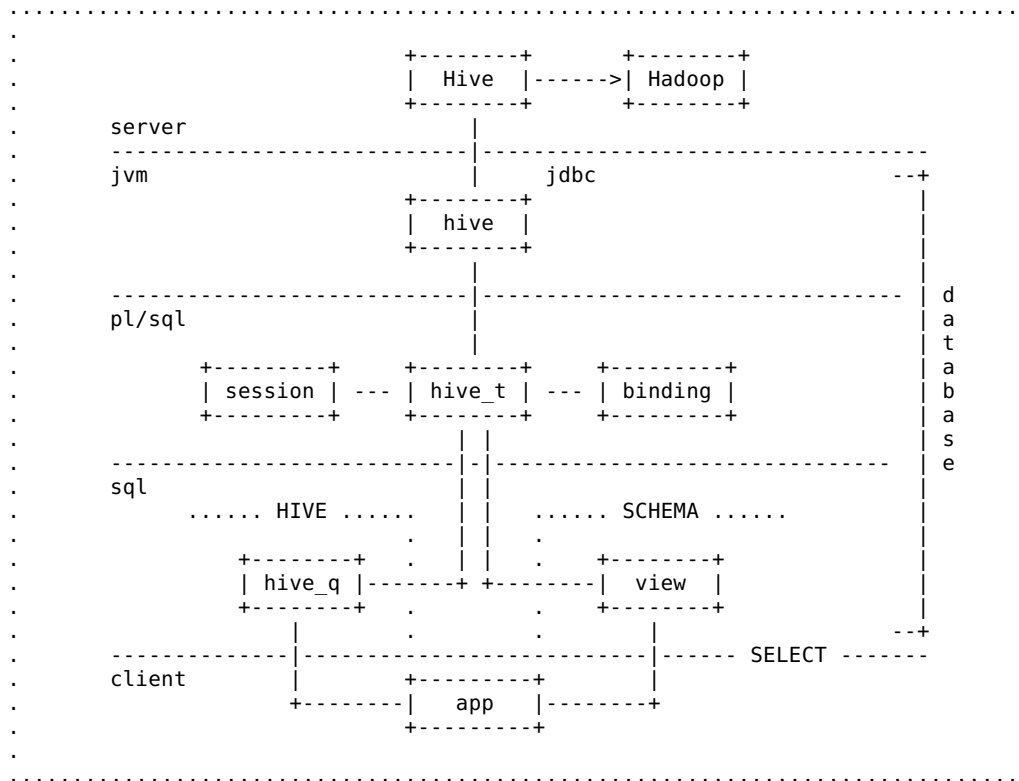 Hive ------> Hadoop
server
jvm jdbc
hive
pl/sql
session --- hive_t --- binding
sql
...... HIVE ...... ...... SCHEMA ......
hive_q view
SELECT
client
app
database